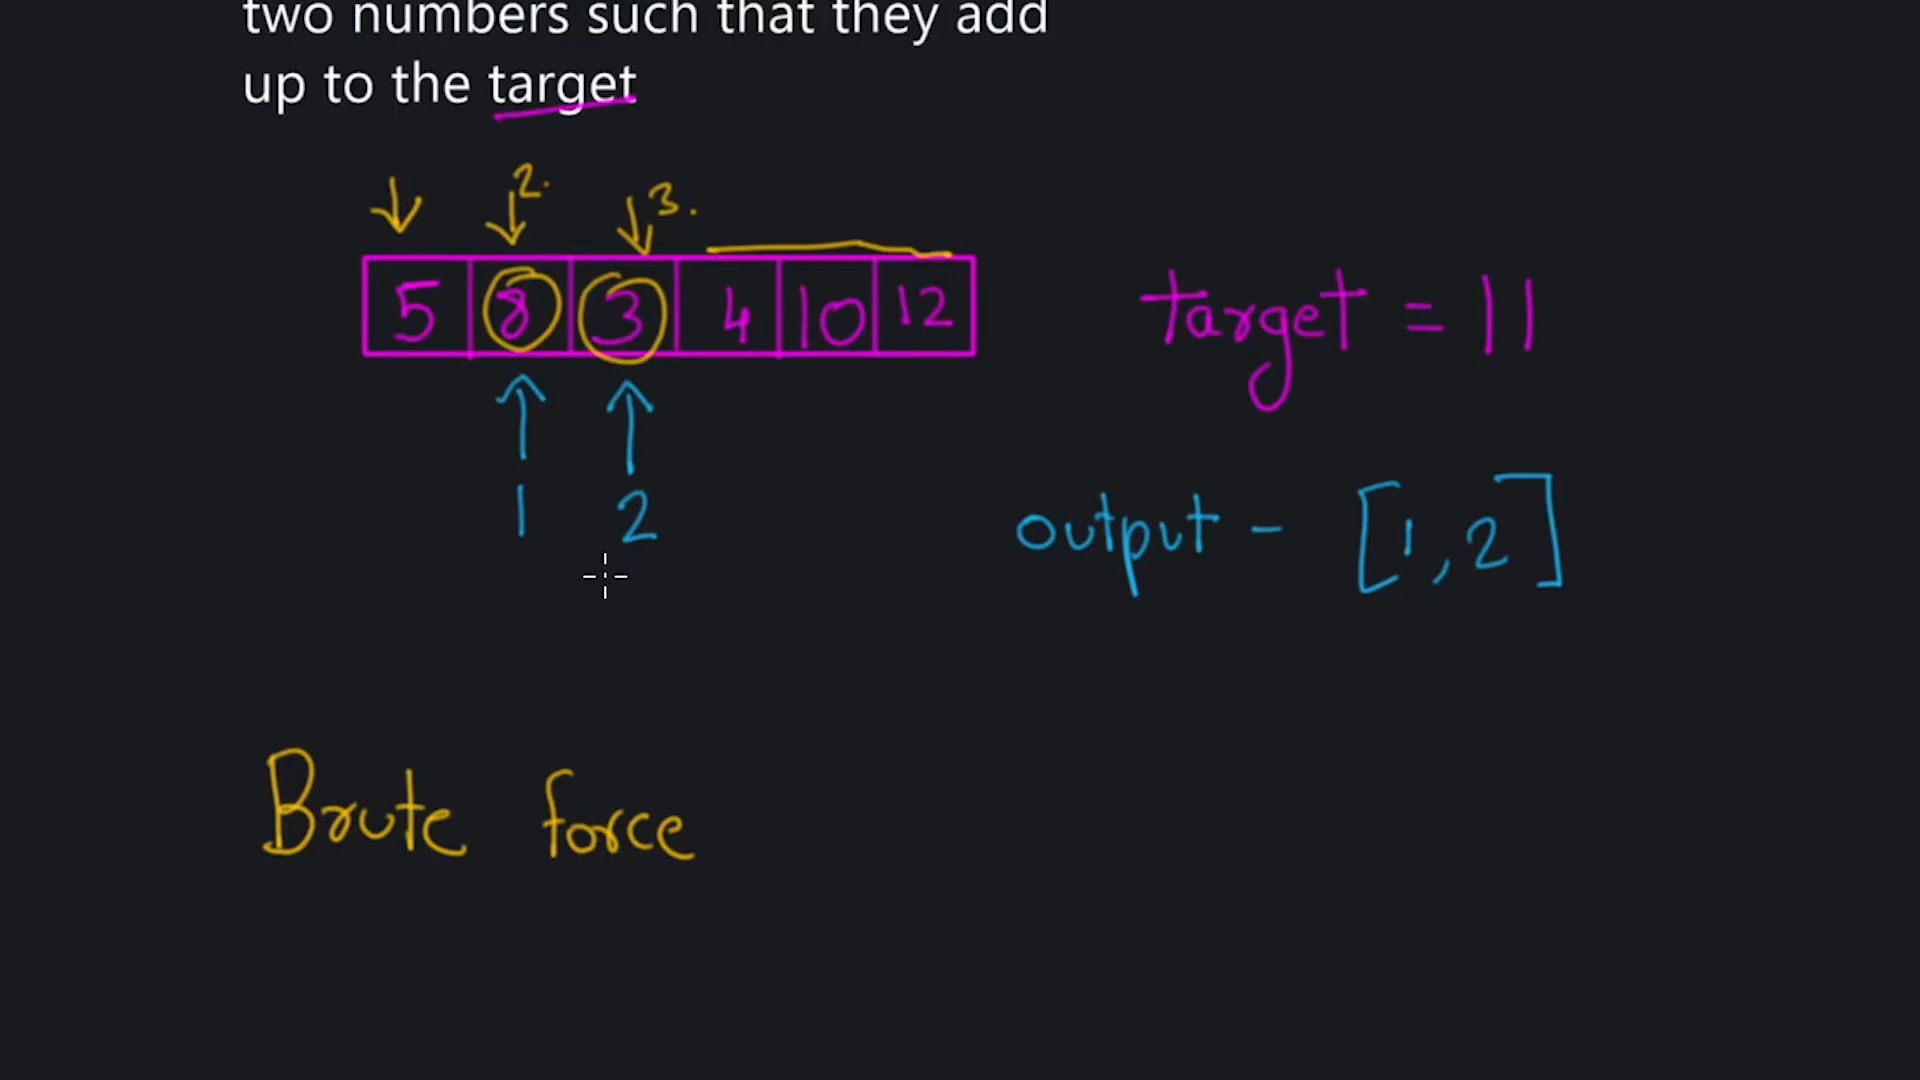 two numbers such that they add
up to the target
2.
3.
5 8 3 4 10 12
target = 11
1 2
output - [1,2]
Brute force